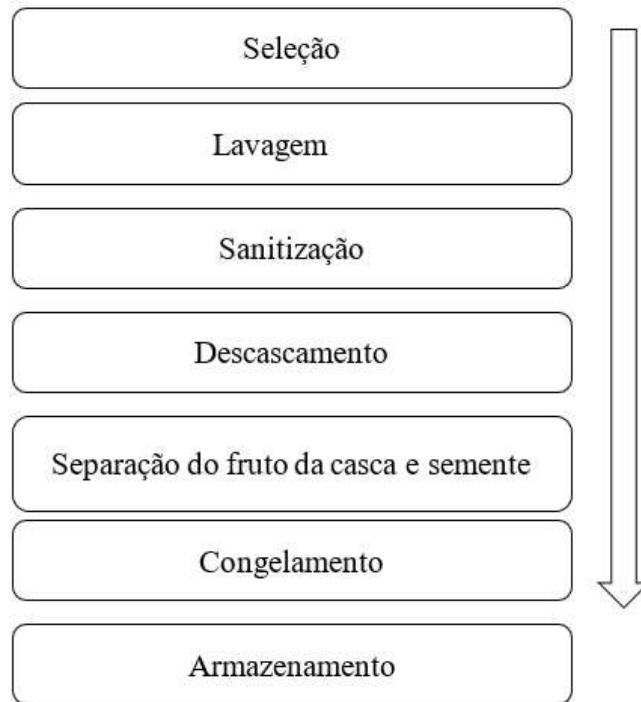 Seleção
Lavagem
Sanitização
Descascamento
Separação do fruto da casca e semente
Congelamento
Armazenamento